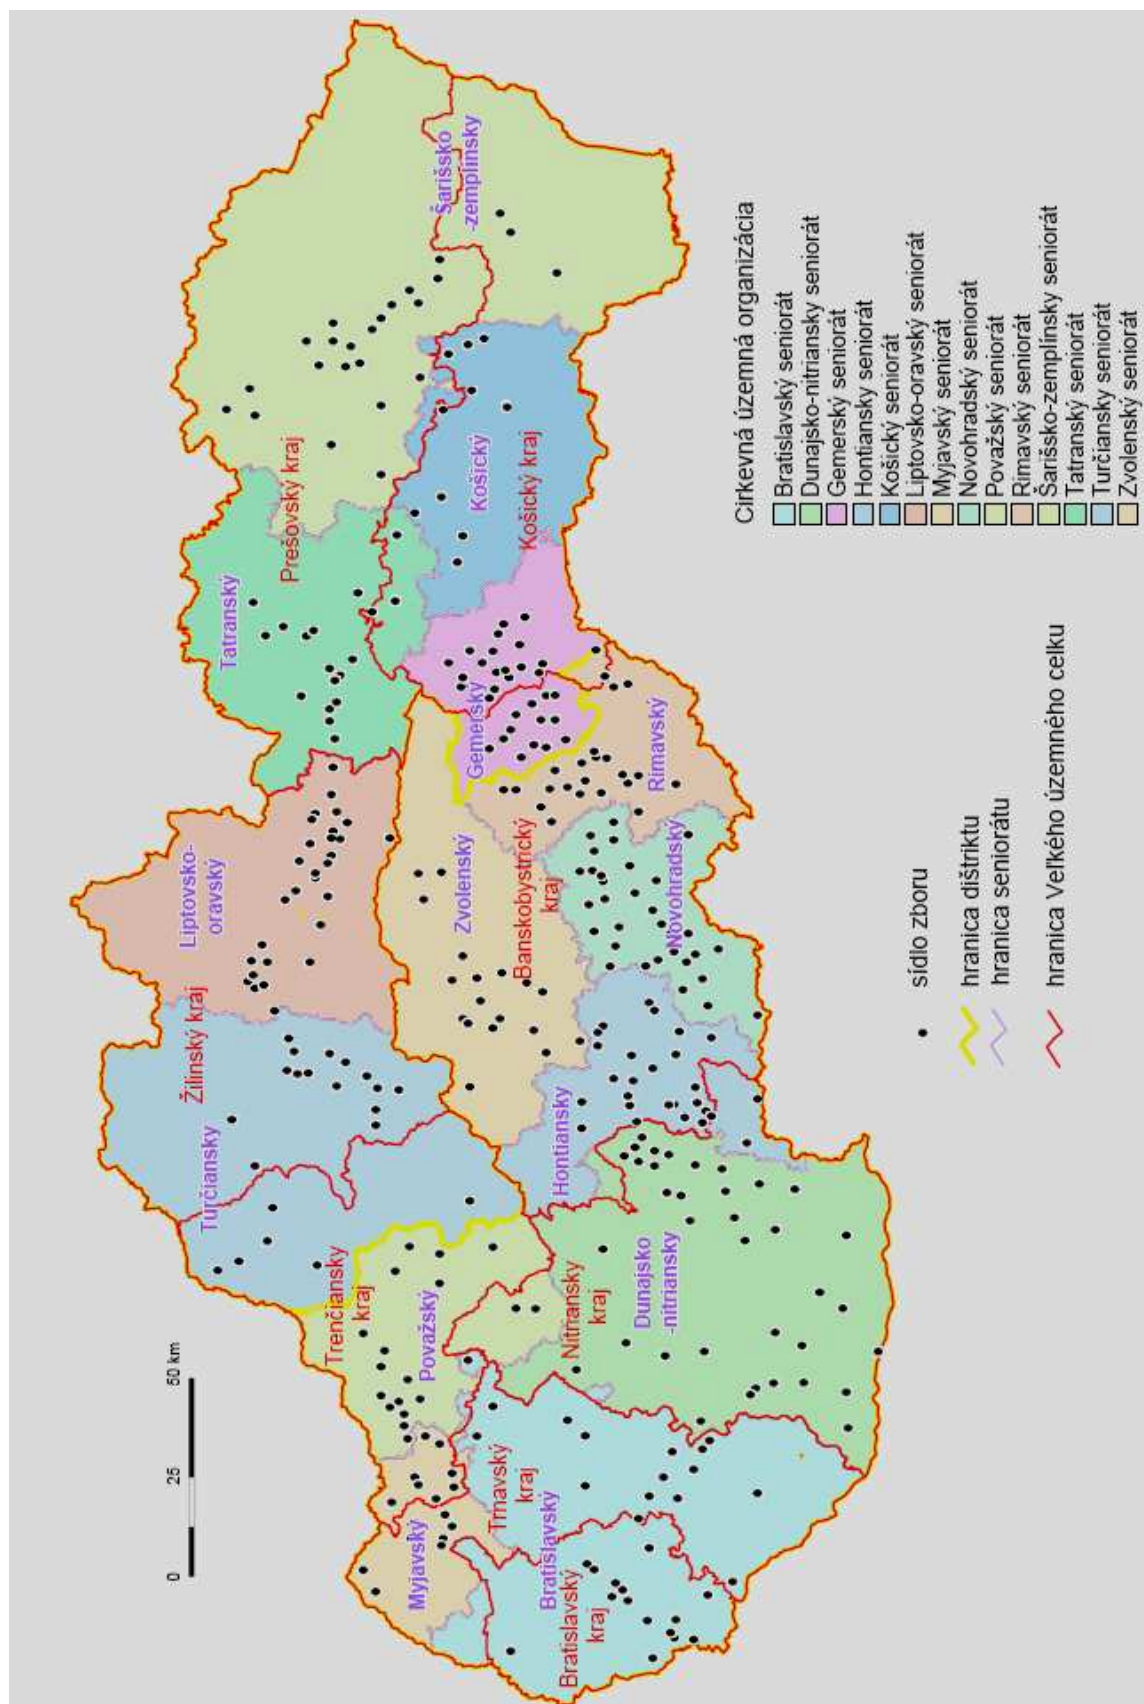 Prešovský kraj
Šarišsko
-zemplínsky
Tatranský
Košický
Košický kraj
Gemerský
Rimavský
Liptovsko-
oravský
Žilinský kraj
Zvolenský
Banskobystrický
kraj
Novohradský
Turčiansky
Hontiansky
Trenčiansky
kraj
Považský
Nitriansky
kraj
Dunajsko
-nitriansky
Myjavský
Trnavský
kraj
Bratislavský
Bratislavský
kraj
0 25 50 km
sídlo zboru
hranica dištriktu
hranica seniorátu
hranica Veľkého územného celku
Cirkevná územná organizácia
Bratislavský seniorát
Dunajsko-nitriansky seniorát
Gemerský seniorát
Hontiansky seniorát
Košický seniorát
Liptovsko-oravský seniorát
Myjavský seniorát
Novohradský seniorát
Považský seniorát
Rimavský seniorát
Šarišsko-zemplínsky seniorát
Tatranský seniorát
Turčiansky seniorát
Zvolenský seniorát